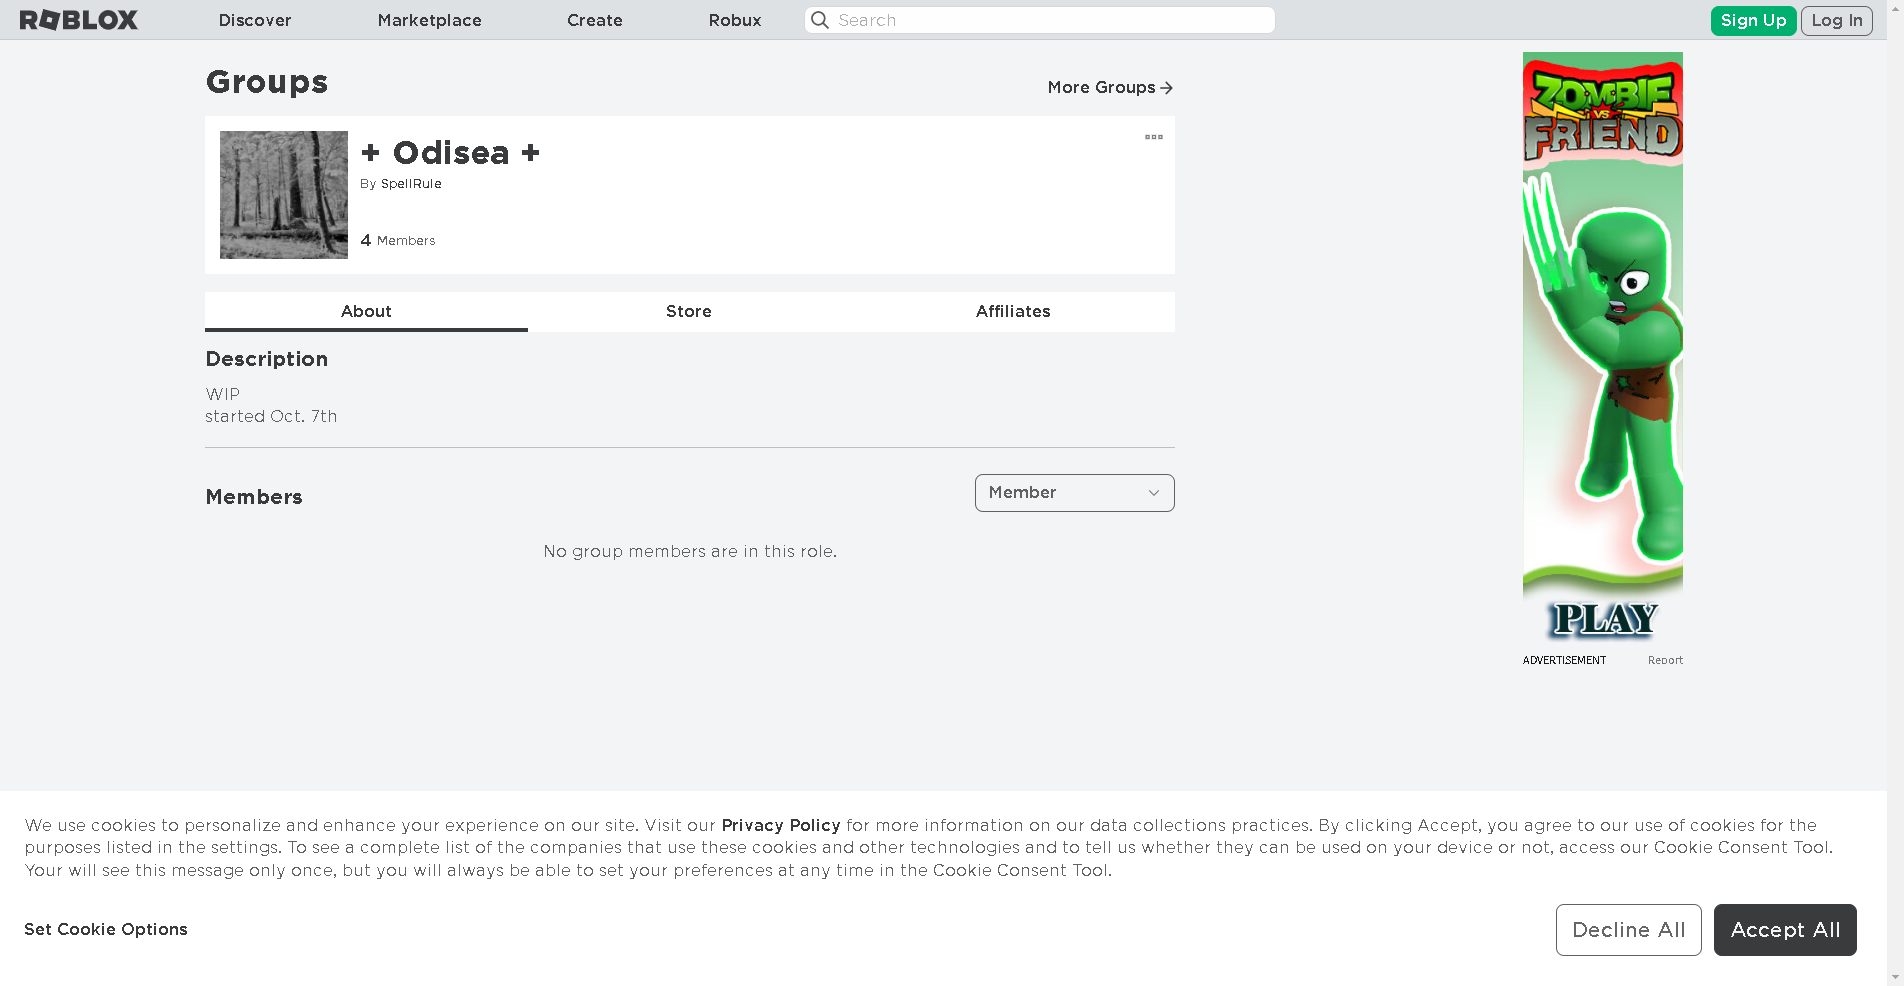 ROBLOX
Discover
Marketplace
Create
Robux
Search
Sign Up
Log In
Groups
More Groups
+ Odisea +
By SpellRule
4 Members
About
Store
Affiliates
Description
WIP
started Oct. 7th
Members
Member
No group members are in this role.
ZOMBIE
VS
FRIEND
PLAY
ADVERTISEMENT
Report
We use cookies to personalize and enhance your experience on our site. Visit our Privacy Policy for more information on our data collections practices. By clicking Accept, you agree to our use of cookies for the
purposes listed in the settings. To see a complete list of the companies that use these cookies and other technologies and to tell us whether they can be used on your device or not, access our Cookie Consent Tool.
Your will see this message only once, but you will always be able to set your preferences at any time in the Cookie Consent Tool.
Set Cookie Options
Decline All
Accept All